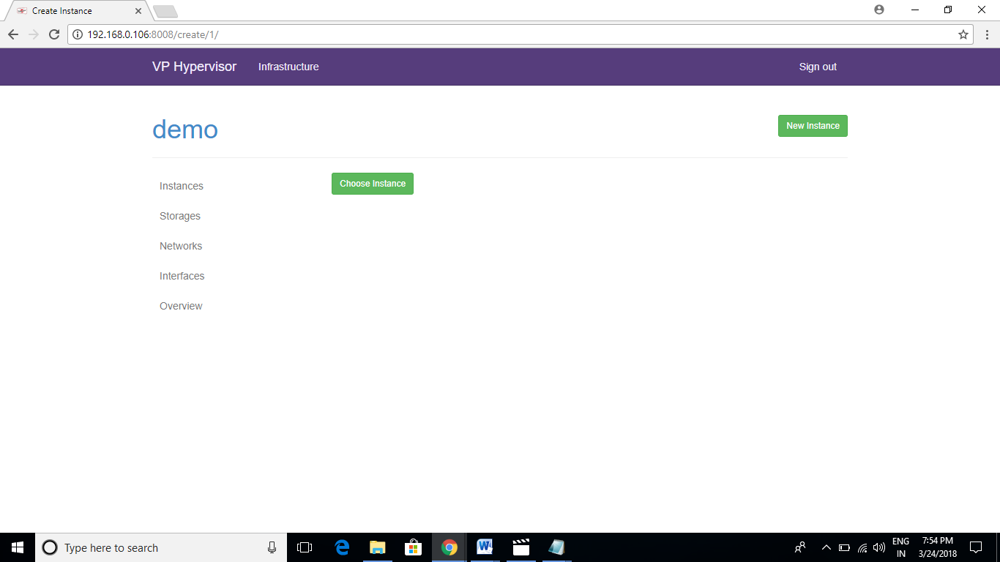 Create Instance
192.168.0.106:8008/create/1/
VP Hypervisor Infrastructure Sign out
demo
New Instance
Instances
Choose Instance
Storages
Networks
Interfaces
Overview
Type here to search
ENG
IN
7:54 PM
3/24/2018